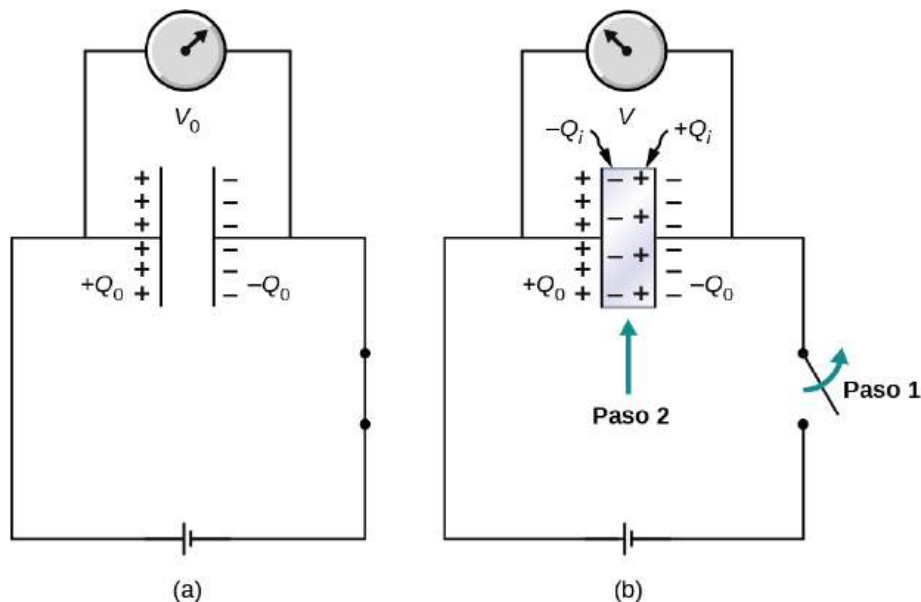 V₀
+Q₀
–Q₀
(a)
V
–Qᵢ
+Qᵢ
+Q₀
–Q₀
Paso 1
Paso 2
(b)